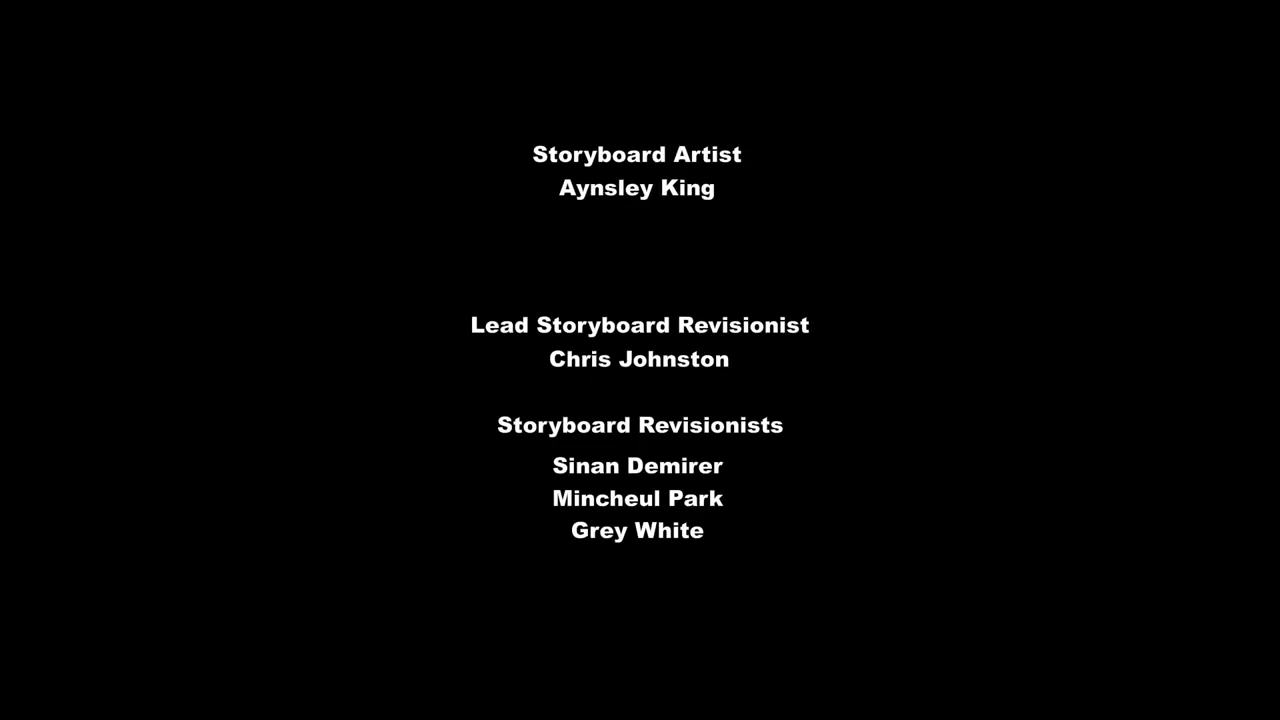 Storyboard Artist
Aynsley King
Lead Storyboard Revisionist
Chris Johnston
Storyboard Revisionists
Sinan Demirer
Mincheul Park
Grey White